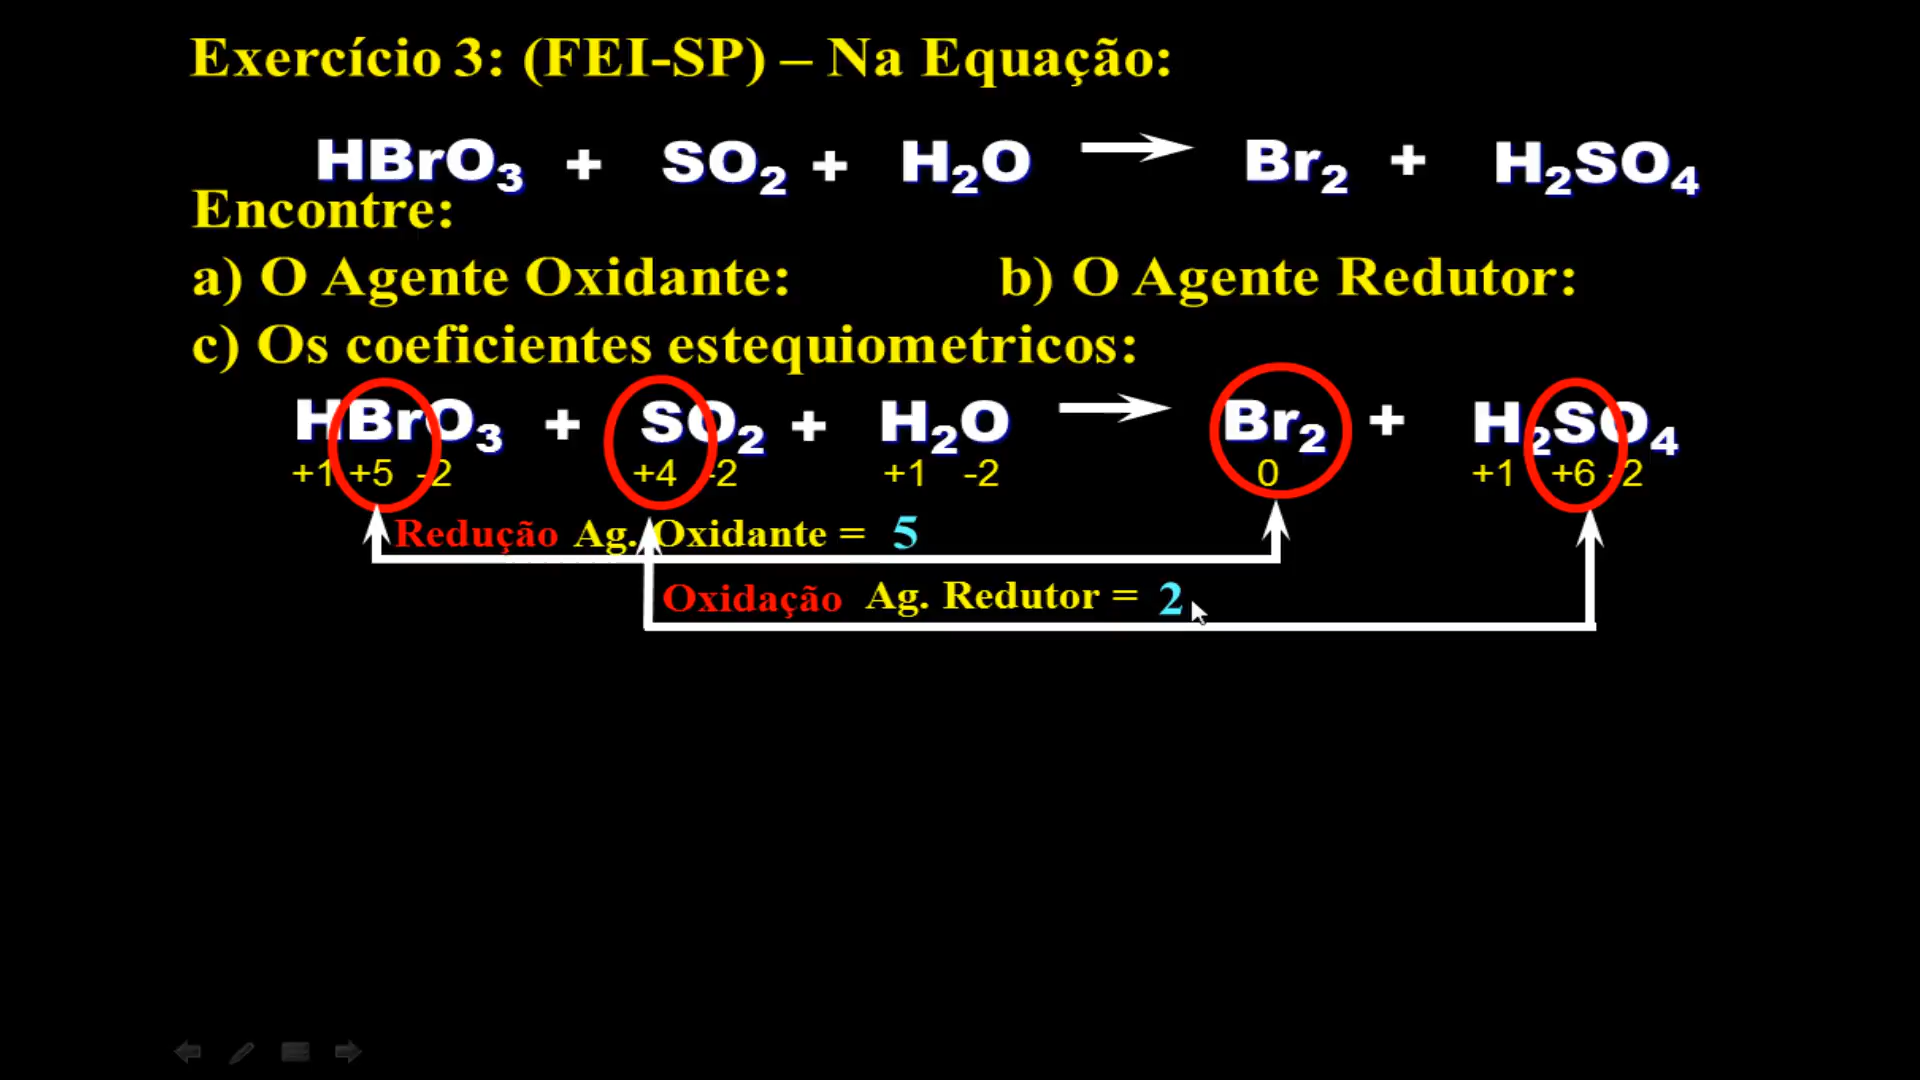 Exercício 3: (FEI-SP) – Na Equação:
HBrO₃ + SO₂ + H₂O → Br₂ + H₂SO₄
Encontre:
a) O Agente Oxidante: b) O Agente Redutor:
c) Os coeficientes estequiometricos:
HBrO₃ + SO₂ + H₂O → Br₂ + H₂SO₄
+1 +5 -2 +4 -2 +1 -2 0 +1 +6 -2
Redução Ag. Oxidante = 5
Oxidação Ag. Redutor = 2